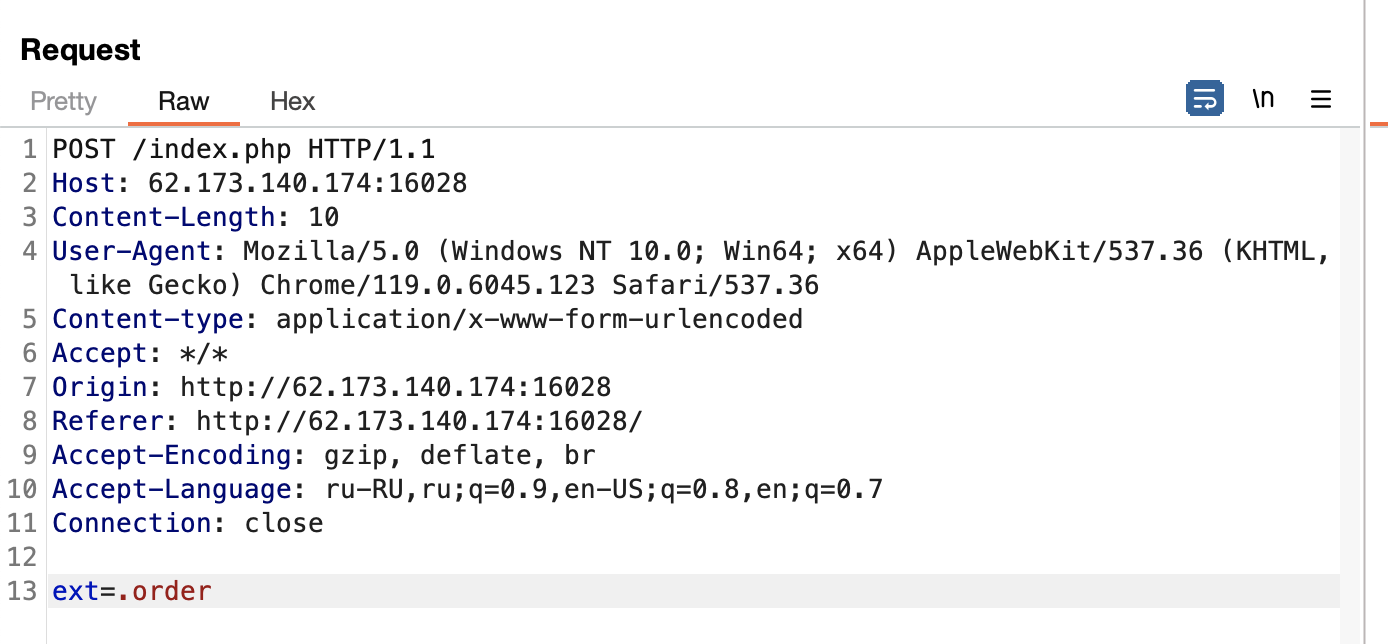 Request
Pretty Raw Hex \n
1 POST /index.php HTTP/1.1
2 Host: 62.173.140.174:16028
3 Content-Length: 10
4 User-Agent: Mozilla/5.0 (Windows NT 10.0; Win64; x64) AppleWebKit/537.36 (KHTML,
like Gecko) Chrome/119.0.6045.123 Safari/537.36
5 Content-type: application/x-www-form-urlencoded
6 Accept: */*
7 Origin: http://62.173.140.174:16028
8 Referer: http://62.173.140.174:16028/
9 Accept-Encoding: gzip, deflate, br
10 Accept-Language: ru-RU,ru;q=0.9,en-US;q=0.8,en;q=0.7
11 Connection: close
12
13 ext=.order